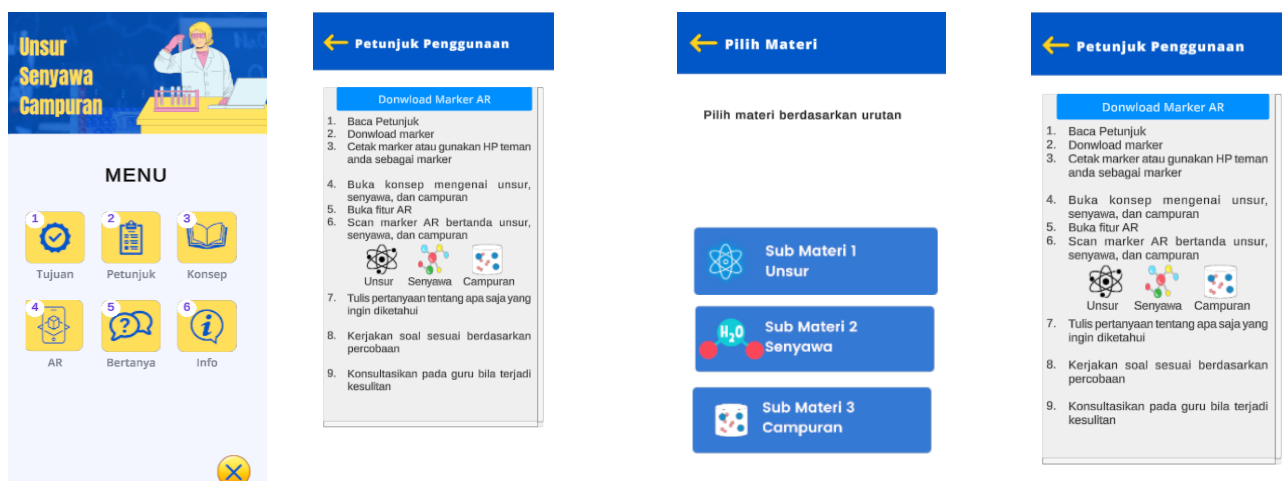 Unsur
Senyawa
Campuran
MENU
1
2
3
Tujuan
Petunjuk
Konsep
4
5
6
AR
Bertanya
Info
Petunjuk Penggunaan
Donwload Marker AR
1. Baca Petunjuk
2. Donwload marker
3. Cetak marker atau gunakan HP teman
anda sebagai marker
4. Buka konsep mengenai unsur,
senyawa, dan campuran
5. Buka fitur AR
6. Scan marker AR bertanda unsur,
senyawa, dan campuran
Unsur Senyawa Campuran
7. Tulis pertanyaan tentang apa saja yang
ingin diketahui
8. Kerjakan soal sesuai berdasarkan
percobaan
9. Konsultasikan pada guru bila terjadi
kesulitan
Pilih Materi
Pilih materi berdasarkan urutan
Sub Materi 1
Unsur
H₂O
Sub Materi 2
Senyawa
Sub Materi 3
Campuran
Petunjuk Penggunaan
Donwload Marker AR
1. Baca Petunjuk
2. Donwload marker
3. Cetak marker atau gunakan HP teman
anda sebagai marker
4. Buka konsep mengenai unsur,
senyawa, dan campuran
5. Buka fitur AR
6. Scan marker AR bertanda unsur,
senyawa, dan campuran
Unsur Senyawa Campuran
7. Tulis pertanyaan tentang apa saja yang
ingin diketahui
8. Kerjakan soal sesuai berdasarkan
percobaan
9. Konsultasikan pada guru bila terjadi
kesulitan